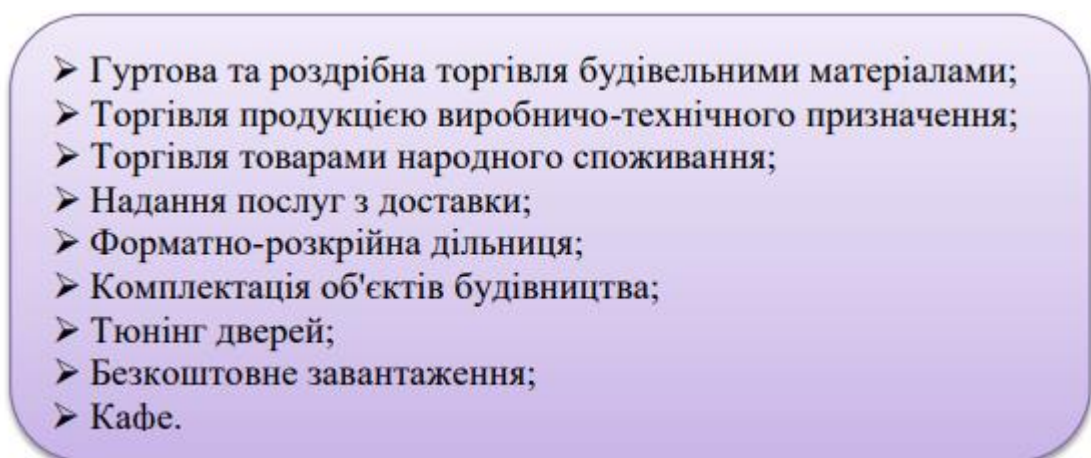 ➢ Гуртова та роздрібна торгівля будівельними матеріалами;
➢ Торгівля продукцією виробничо-технічного призначення;
➢ Торгівля товарами народного споживання;
➢ Надання послуг з доставки;
➢ Форматно-розкрійна дільниця;
➢ Комплектація об'єктів будівництва;
➢ Тюнінг дверей;
➢ Безкоштовне завантаження;
➢ Кафе.